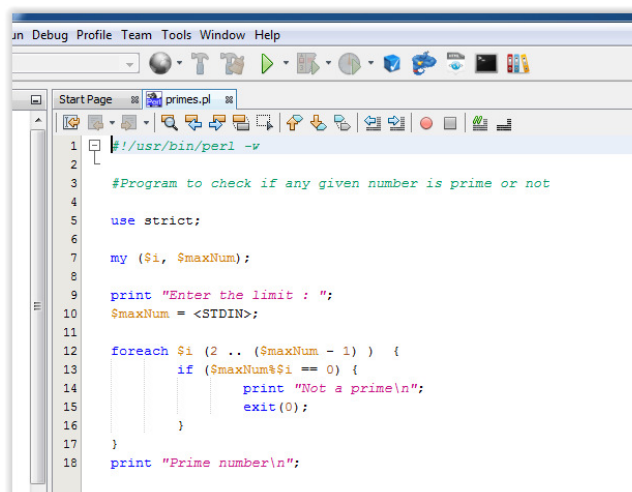 un Debug Profile Team Tools Window Help
Start Page primes.pl
1 #!/usr/bin/perl -w
2
3 #Program to check if any given number is prime or not
4
5 use strict;
6
7 my ($i, $maxNum);
8
9 print "Enter the limit : ";
10 $maxNum = <STDIN>;
11
12 foreach $i (2 .. ($maxNum - 1) ) {
13 if ($maxNum%$i == 0) {
14 print "Not a prime\n";
15 exit(0);
16 }
17 }
18 print "Prime number\n";